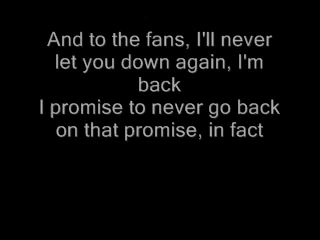 And to the fans, I'll never
let you down again, I'm
back
I promise to never go back
on that promise, in fact